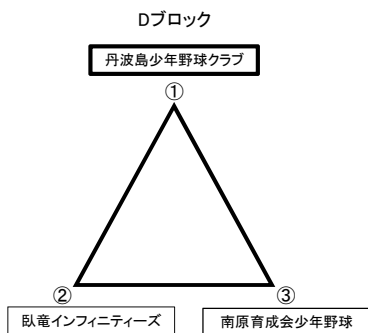 Dブロック
丹波島少年野球クラブ
①
②
③
臥竜インフィニティーズ
南原育成会少年野球